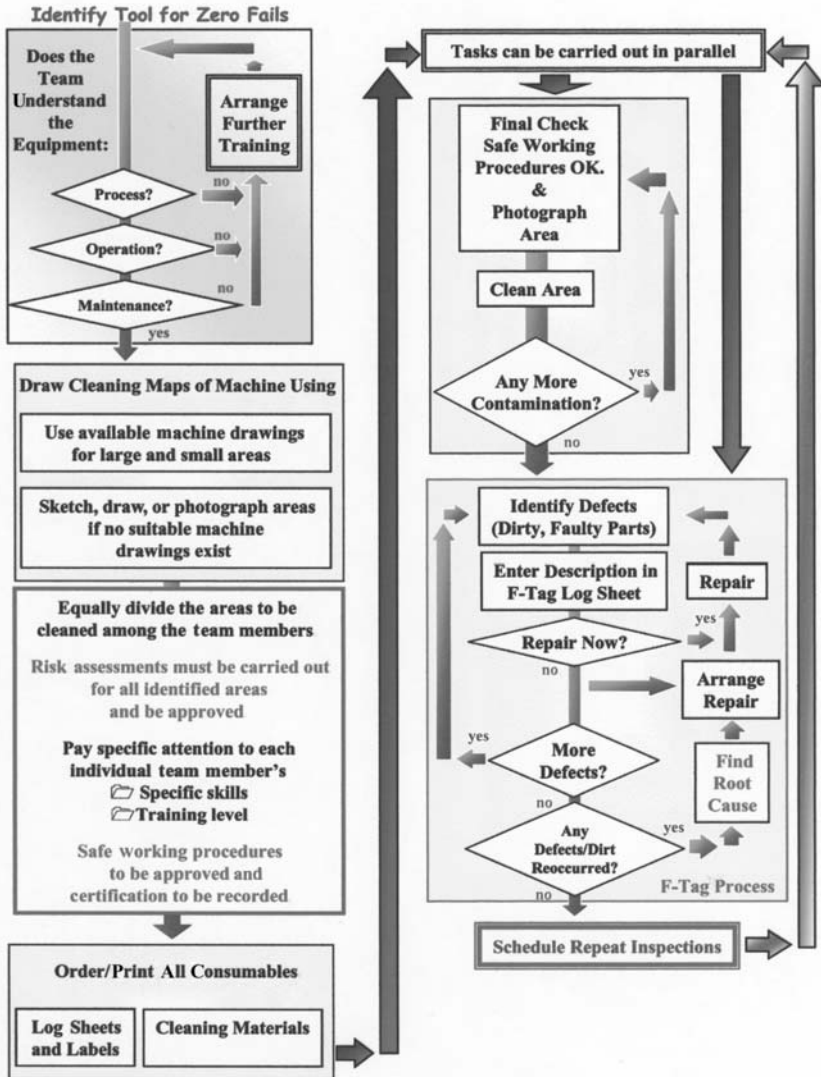 Identify Tool for Zero Fails
Does the
Team
Understand
the
Equipment:
Arrange
Further
Training
Process?
no
Operation?
no
Maintenance?
no
yes
Draw Cleaning Maps of Machine Using
Use available machine drawings
for large and small areas
Sketch, draw, or photograph areas
if no suitable machine
drawings exist
Equally divide the areas to be
cleaned among the team members
Risk assessments must be carried out
for all identified areas
and be approved
Pay specific attention to each
individual team member's
Specific skills
Training level
Safe working procedures
to be approved and
certification to be recorded
Order/Print All Consumables
Log Sheets
and Labels
Cleaning Materials
Tasks can be carried out in parallel
Final Check
Safe Working
Procedures OK.
&
Photograph
Area
Clean Area
Any More
Contamination?
yes
no
Identify Defects
(Dirty, Faulty Parts)
Enter Description in
F-Tag Log Sheet
Repair
Repair Now?
yes
no
Arrange
Repair
More
Defects?
yes
no
Find
Root
Cause
Any
Defects/Dirt
Reoccurred?
yes
no
F-Tag Process
Schedule Repeat Inspections